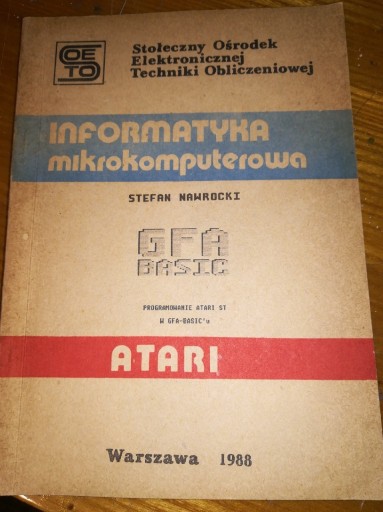 OETO
Stołeczny Ośrodek
Elektronicznej
Techniki Obliczeniowej
INFORMATYKA
mikrokomputerowa
STEFAN NAWROCKI
GFA
BASIC
PROGRAMOWANIE ATARI ST
W GFA-BASIC'u
ATARI
Warszawa 1988